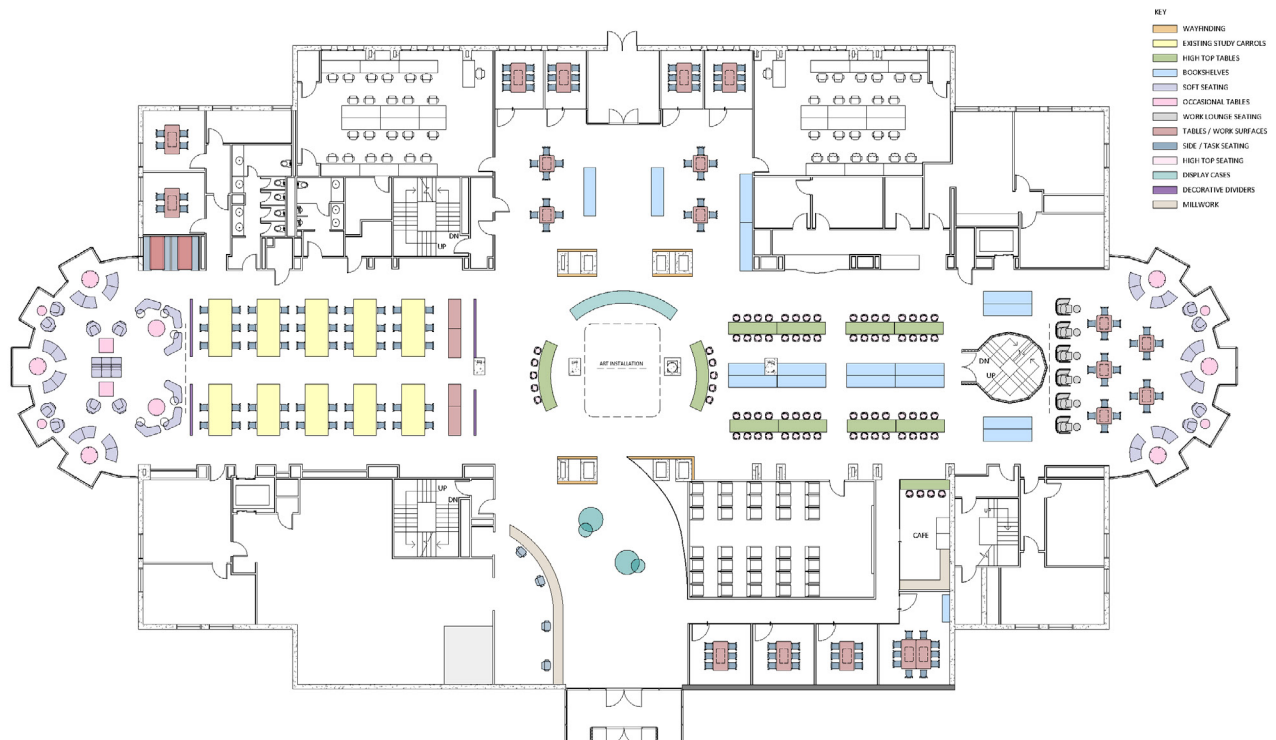 KEY
WAYFINDING
EXISTING STUDY CARROLS
HIGH TOP TABLES
BOOKSHELVES
SOFT SEATING
OCCASIONAL TABLES
WORK LOUNGE SEATING
TABLES / WORK SURFACES
SIDE / TASK SEATING
HIGH TOP SEATING
DISPLAY CASES
DECORATIVE DIVIDERS
MILLWORK
DN
UP
ART INSTALLATION
DN
UP
UP
DN
CAFE